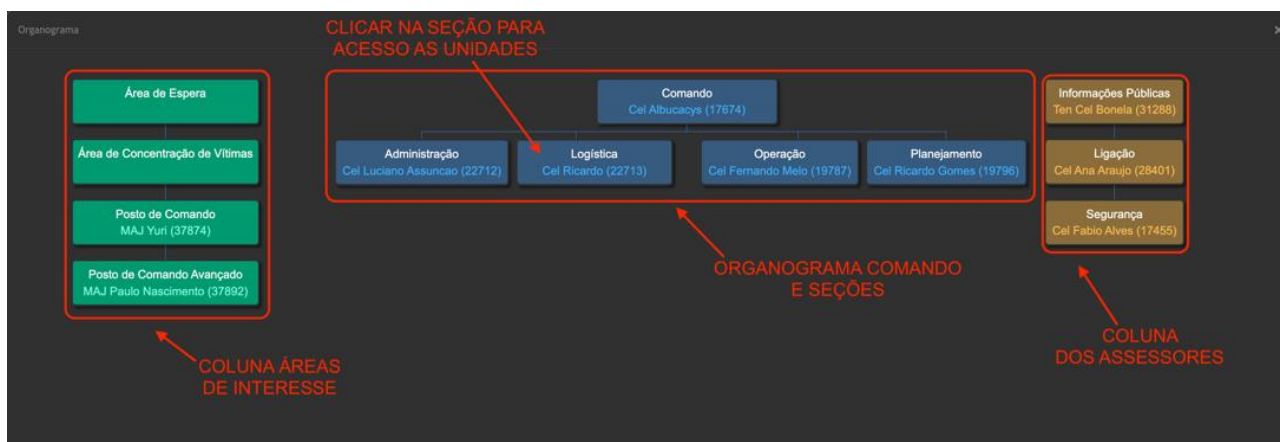 Organograma
CLICAR NA SEÇÃO PARA
ACESSO AS UNIDADES
Área de Espera
Área de Concentração de Vítimas
Posto de Comando
MAJ Yuri (37874)
Posto de Comando Avançado
MAJ Paulo Nascimento (37892)
COLUNA ÁREAS
DE INTERESSE
Comando
Cel Albucacys (17674)
Administração
Cel Luciano Assuncao (22712)
Logística
Cel Ricardo (22713)
Operação
Cel Fernando Melo (19787)
Planejamento
Cel Ricardo Gomes (19796)
ORGANOGRAMA COMANDO
E SEÇÕES
Informações Públicas
Ten Cel Bonela (31288)
Ligação
Cel Ana Araujo (28401)
Segurança
Cel Fabio Alves (17455)
COLUNA
DOS ASSESSORES